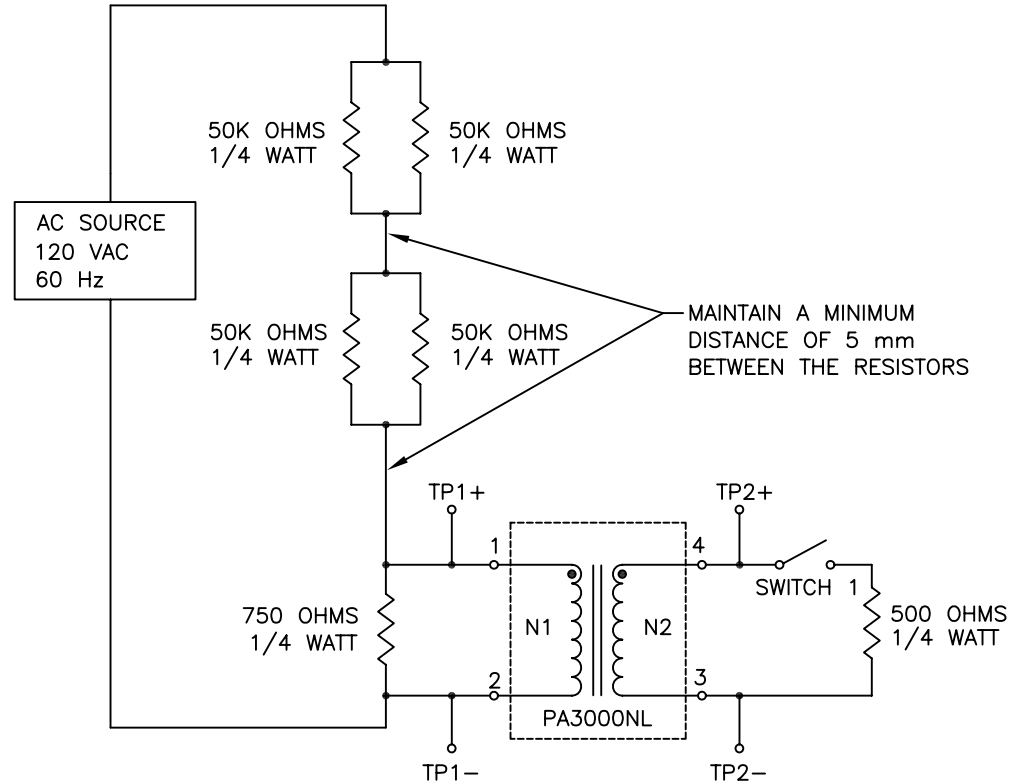 50K OHMS
1/4 WATT
50K OHMS
1/4 WATT
AC SOURCE
120 VAC
60 Hz
50K OHMS
1/4 WATT
50K OHMS
1/4 WATT
MAINTAIN A MINIMUM
DISTANCE OF 5 mm
BETWEEN THE RESISTORS
TP1+
TP2+
1
4
SWITCH 1
750 OHMS
1/4 WATT
N1
N2
500 OHMS
1/4 WATT
2
3
PA3000NL
TP1-
TP2-